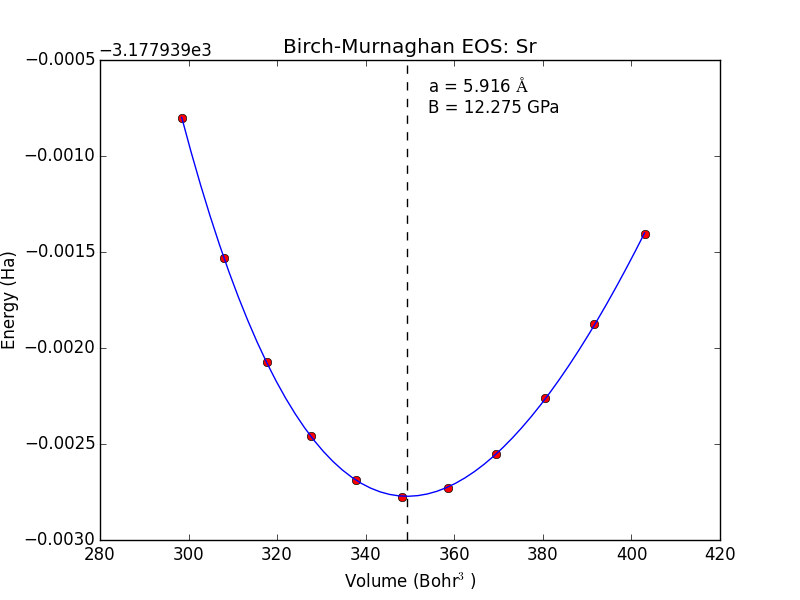 −3.177939e3
Birch-Murnaghan EOS: Sr
a = 5.916 Å
B = 12.275 GPa
−0.0005
−0.0010
−0.0015
−0.0020
−0.0025
−0.0030
Energy (Ha)
280
300
320
340
360
380
400
420
Volume (Bohr³ )